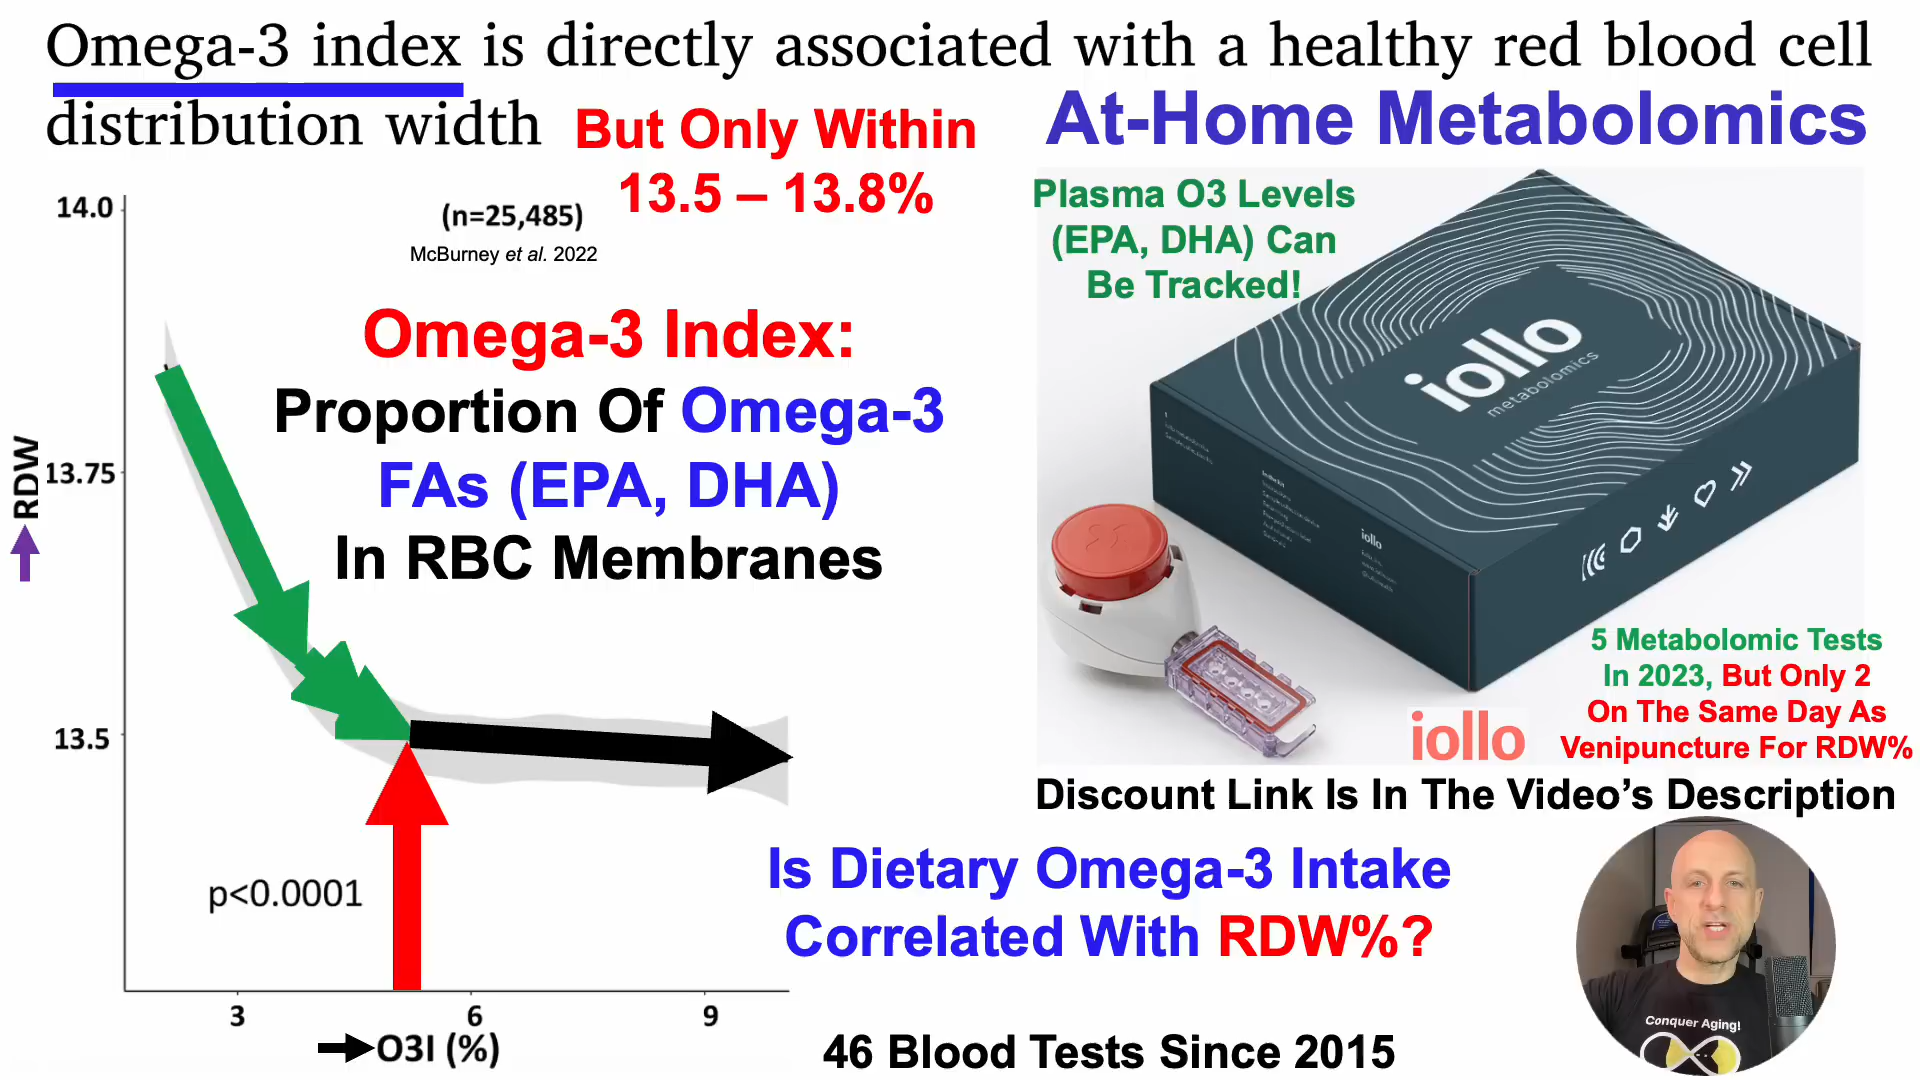 Omega-3 index is directly associated with a healthy red blood cell
distribution width
But Only Within
13.5 – 13.8%
At-Home Metabolomics
14.0
(n=25,485)
McBurney et al. 2022
Plasma O3 Levels
(EPA, DHA) Can
Be Tracked!
Omega-3 Index:
Proportion Of Omega-3
FAs (EPA, DHA)
In RBC Membranes
iollo
metabolomics
RDW
13.75
13.5
iollo
5 Metabolomic Tests
In 2023, But Only 2
On The Same Day As
Venipuncture For RDW%
iollo
Discount Link Is In The Video’s Description
p<0.0001
Is Dietary Omega-3 Intake
Correlated With RDW%?
3
6
9
O3I (%)
46 Blood Tests Since 2015
Conquer Aging!